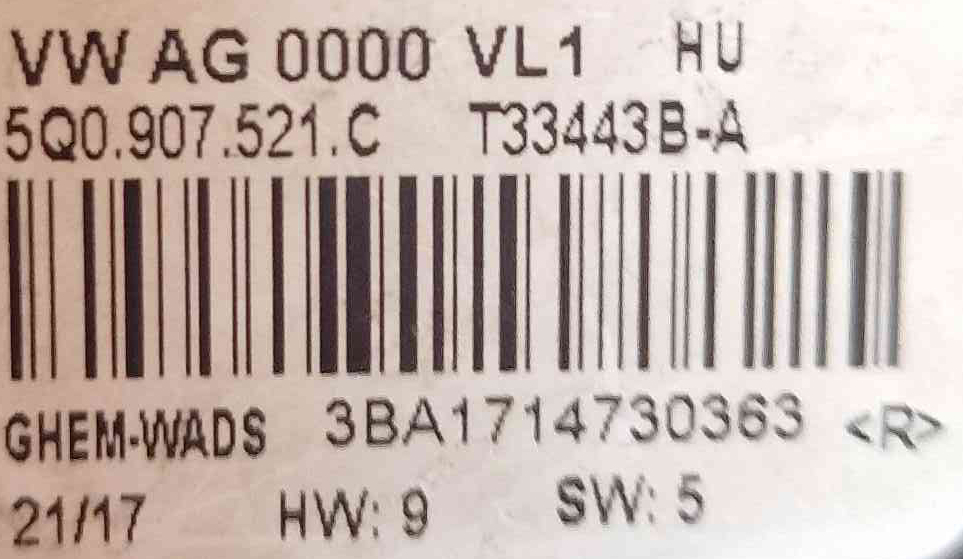 VW AG 0000 VL1 HU
5Q0.907.521.C T33443B-A
GHEM-WADS 3BA1714730363 <R>
21/17 HW: 9 SW: 5